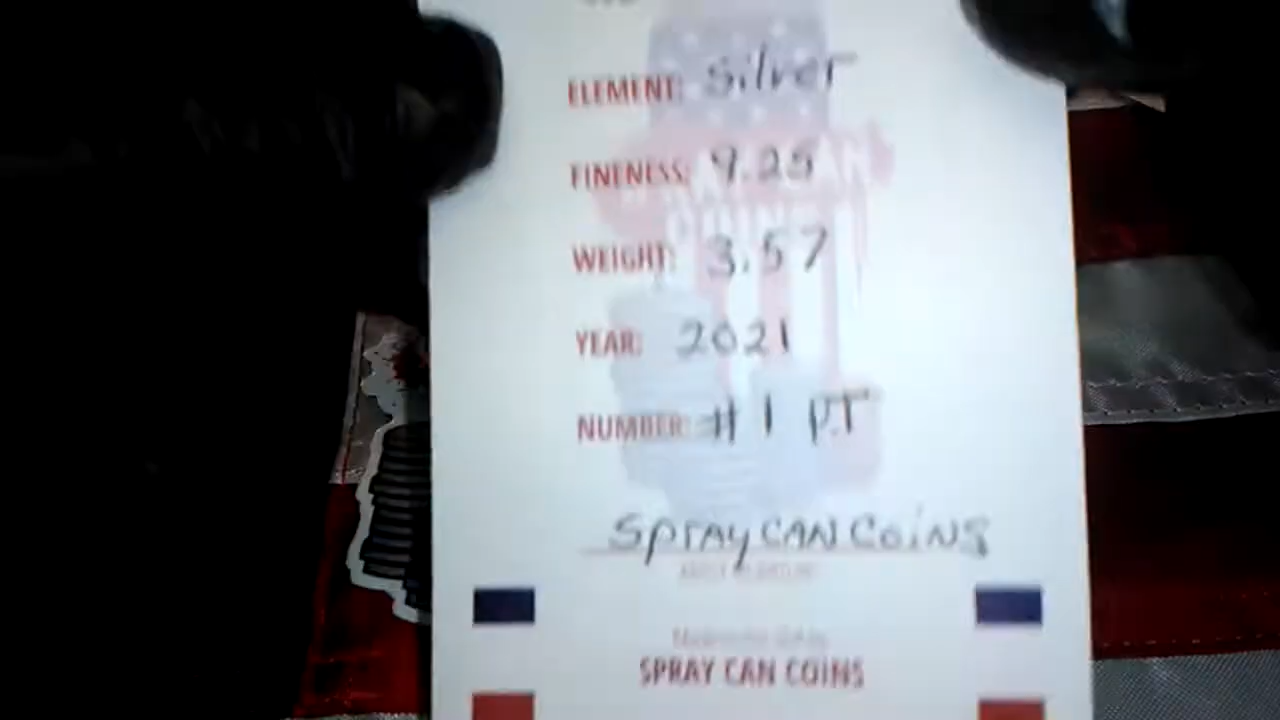 ELEMENT: Silver
FINENESS: 9.25
WEIGHT: 3.57
YEAR: 2021
NUMBER: # 1 P.T
SPRAY CAN COINS
SPRAY CAN COINS